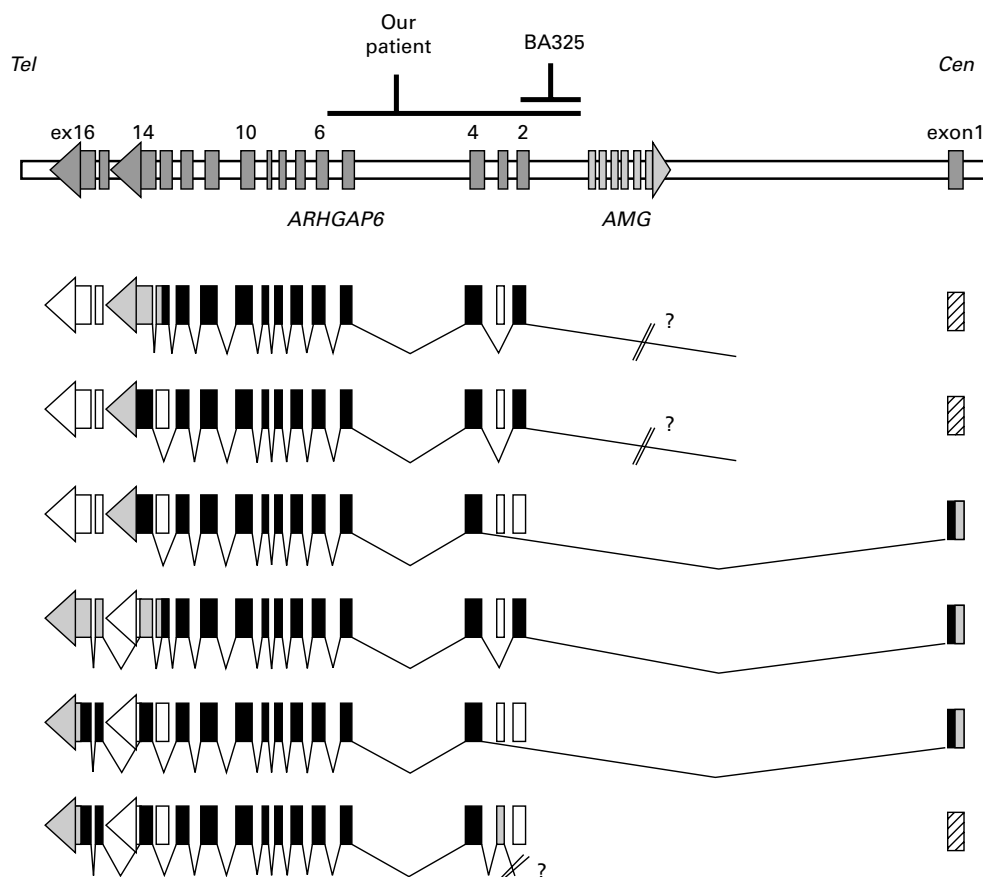 Our
patient
BA325
Tel
Cen
ex16
14
10
6
4
2
exon1
ARHGAP6
AMG
?
?
?